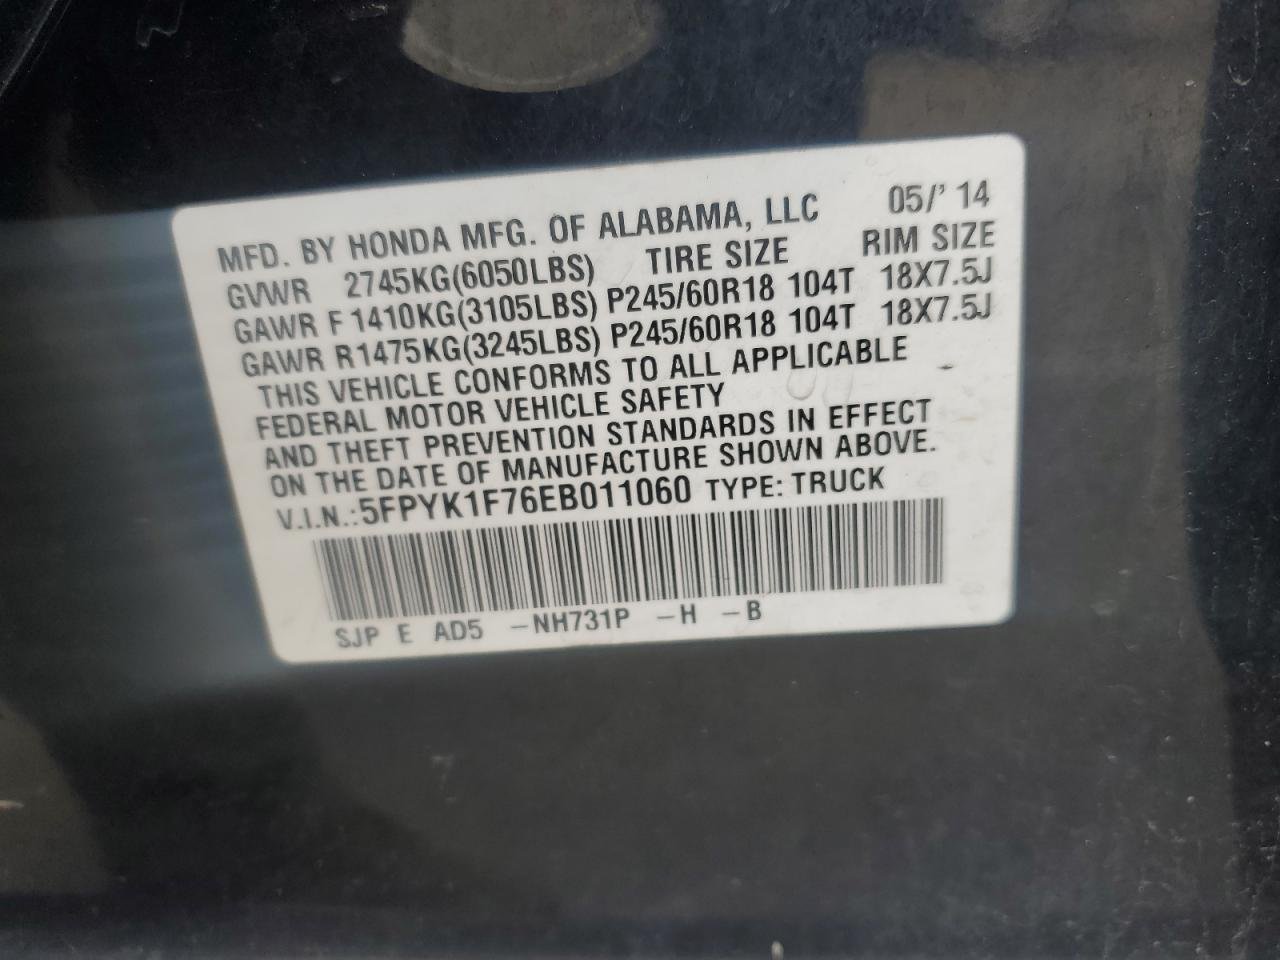 MFD. BY HONDA MFG. OF ALABAMA, LLC 05/' 14
GVWR 2745KG(6050LBS) TIRE SIZE RIM SIZE
GAWR F 1410KG(3105LBS) P245/60R18 104T 18X7.5J
GAWR R1475KG(3245LBS) P245/60R18 104T 18X7.5J
THIS VEHICLE CONFORMS TO ALL APPLICABLE
FEDERAL MOTOR VEHICLE SAFETY
AND THEFT PREVENTION STANDARDS IN EFFECT
ON THE DATE OF MANUFACTURE SHOWN ABOVE.
V.I.N.:5FPYK1F76EB011060 TYPE: TRUCK
SJP E AD5 -NH731P -H -B